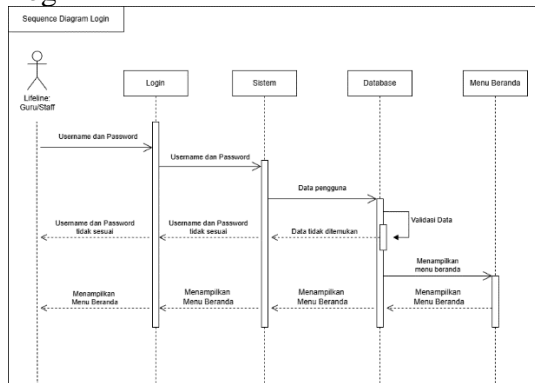 Sequence Diagram Login
Lifeline:
Guru/Staff
Login
Sistem
Database
Menu Beranda
Username dan Password
Username dan Password
Data pengguna
Validasi Data
Username dan Password
tidak sesuai
Username dan Password
tidak sesuai
Data tidak ditemukan
Menampilkan
menu beranda
Menampilkan
Menu Beranda
Menampilkan
Menu Beranda
Menampilkan
Menu Beranda
Menampilkan
Menu Beranda